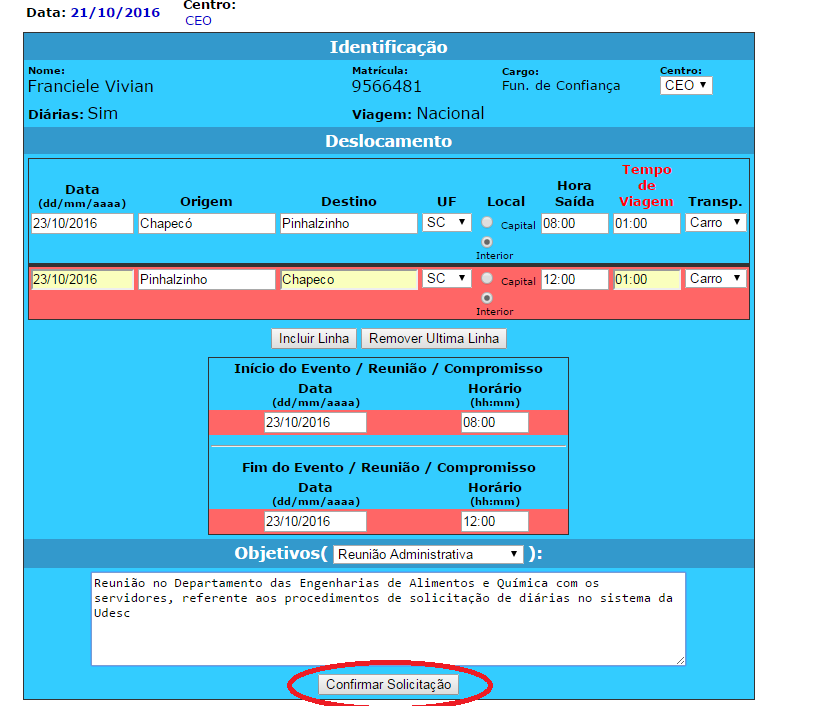 Data: 21/10/2016 Centro:
CEO
Identificação
Nome: Matrícula: Cargo: Centro:
Franciele Vivian 9566481 Fun. de Confiança CEO
Diárias: Sim Viagem: Nacional
Deslocamento
Data (dd/mm/aaaa) Origem Destino UF Local Hora Saída Tempo de Viagem Transp.
23/10/2016 Chapecó Pinhalzinho SC Capital 08:00 01:00 Carro
Interior
23/10/2016 Pinhalzinho Chapeco SC Capital 12:00 01:00 Carro
Interior
Incluir Linha Remover Ultima Linha
Início do Evento / Reunião / Compromisso
Data Horário
(dd/mm/aaaa) (hh:mm)
23/10/2016 08:00
Fim do Evento / Reunião / Compromisso
Data Horário
(dd/mm/aaaa) (hh:mm)
23/10/2016 12:00
Objetivos( Reunião Administrativa ):
Reunião no Departamento das Engenharias de Alimentos e Química com os
servidores, referente aos procedimentos de solicitação de diárias no sistema da
Udesc
Confirmar Solicitação